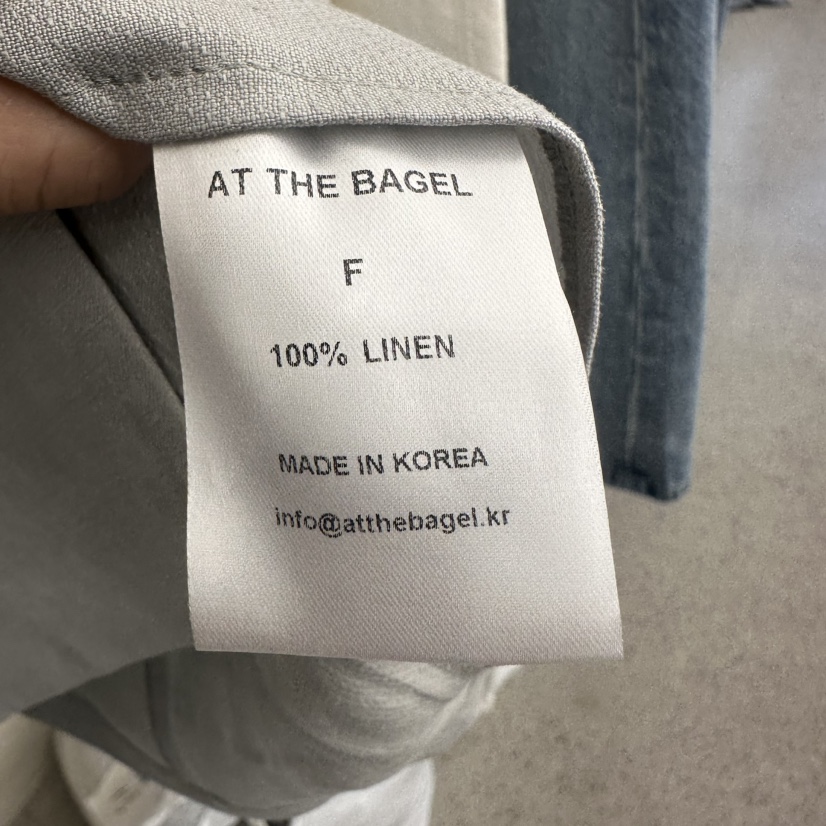 AT THE BAGEL
F
100% LINEN
MADE IN KOREA
info@atthebagel.kr